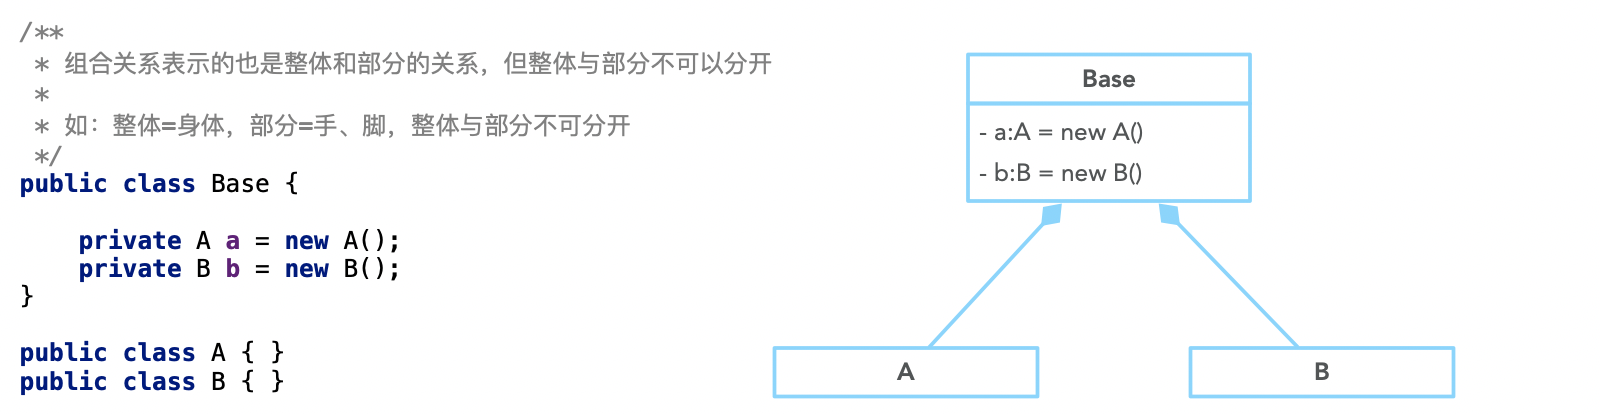 /**
 * 组合关系表示的也是整体和部分的关系，但整体与部分不可以分开
 *
 * 如：整体=身体，部分=手、脚，整体与部分不可分开
 */
public class Base {
    private A a = new A();
    private B b = new B();
}
public class A { }
public class B { }
Base
- a:A = new A()
- b:B = new B()
A
B